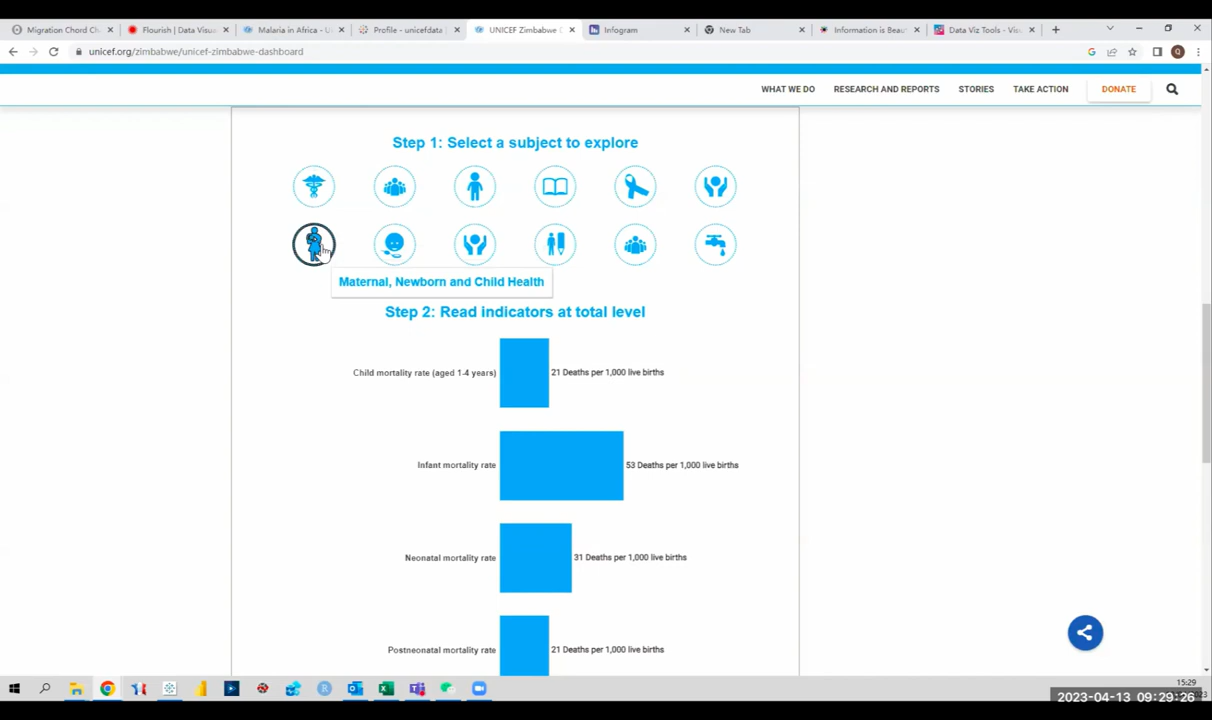 Migration Chord Ch
Flourish | Data Visual
Malaria in Africa - U
Profile - unicefdata |
UNICEF Zimbabwe D
Infogram
New Tab
Information is Beau
Data Viz Tools - Vis
unicef.org/zimbabwe/unicef-zimbabwe-dashboard
WHAT WE DO
RESEARCH AND REPORTS
STORIES
TAKE ACTION
DONATE
Step 1: Select a subject to explore
Maternal, Newborn and Child Health
Step 2: Read indicators at total level
Child mortality rate (aged 1-4 years)
21 Deaths per 1,000 live births
Infant mortality rate
53 Deaths per 1,000 live births
Neonatal mortality rate
31 Deaths per 1,000 live births
Postneonatal mortality rate
21 Deaths per 1,000 live births
15:29
2023-04-13 09:29:26